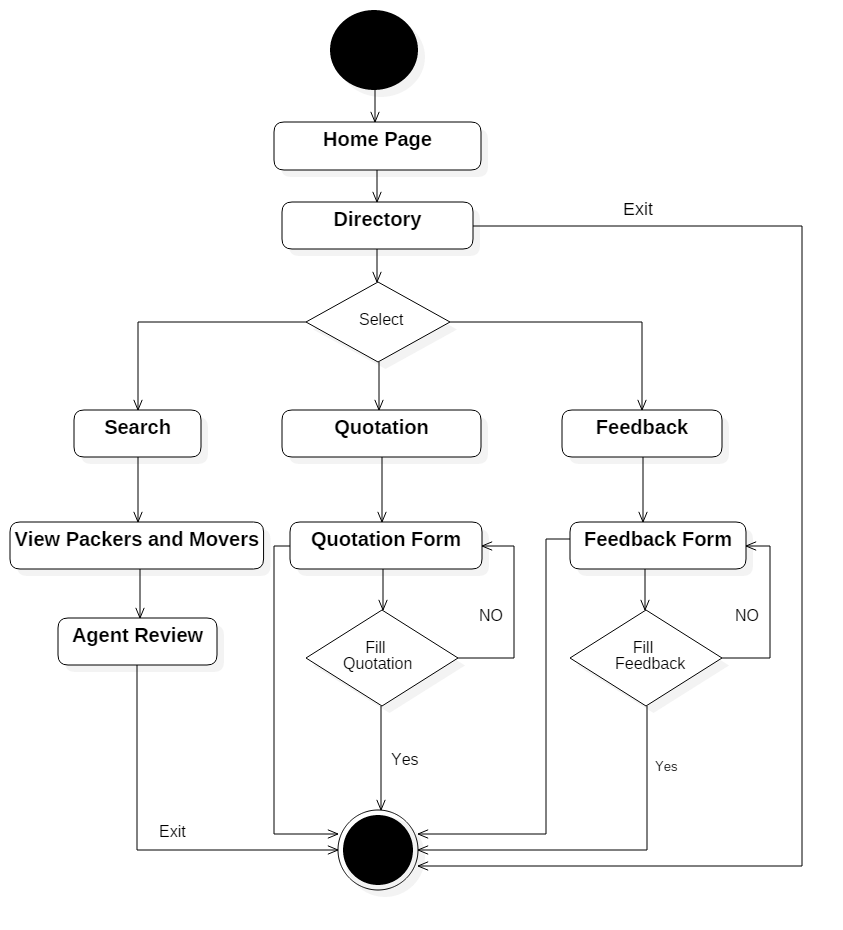 Home Page
Directory
Exit
Select
Search
Quotation
Feedback
View Packers and Movers
Quotation Form
Feedback Form
Agent Review
Fill
Quotation
NO
Fill
Feedback
NO
Yes
Yes
Exit